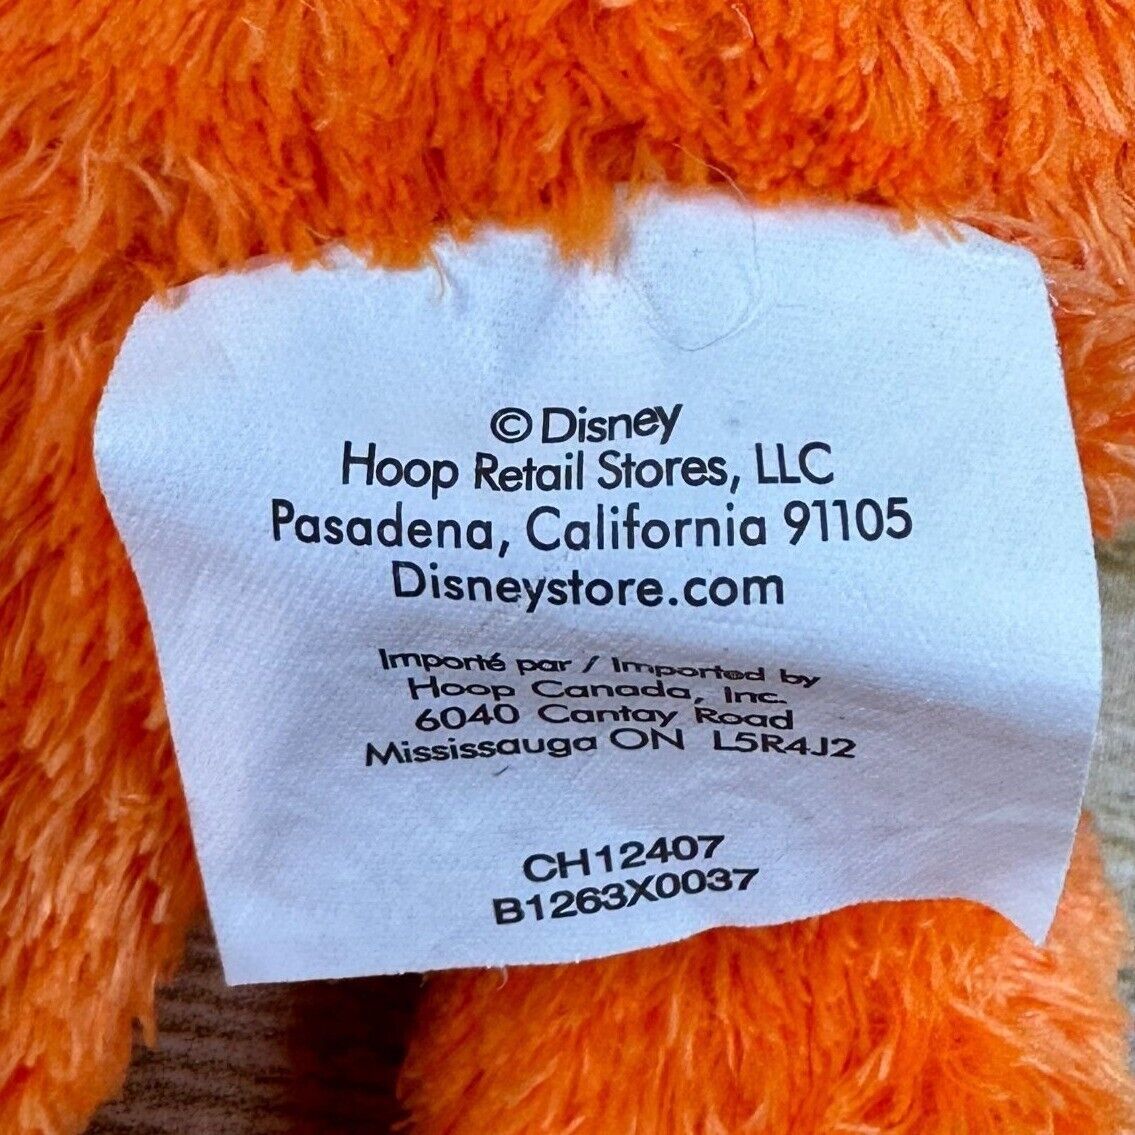 © Disney
Hoop Retail Stores, LLC
Pasadena, California 91105
Disneystore.com
Importé par / Imported by
Hoop Canada, Inc.
6040 Cantay Road
Mississauga ON L5R4J2
CH12407
B1263X0037